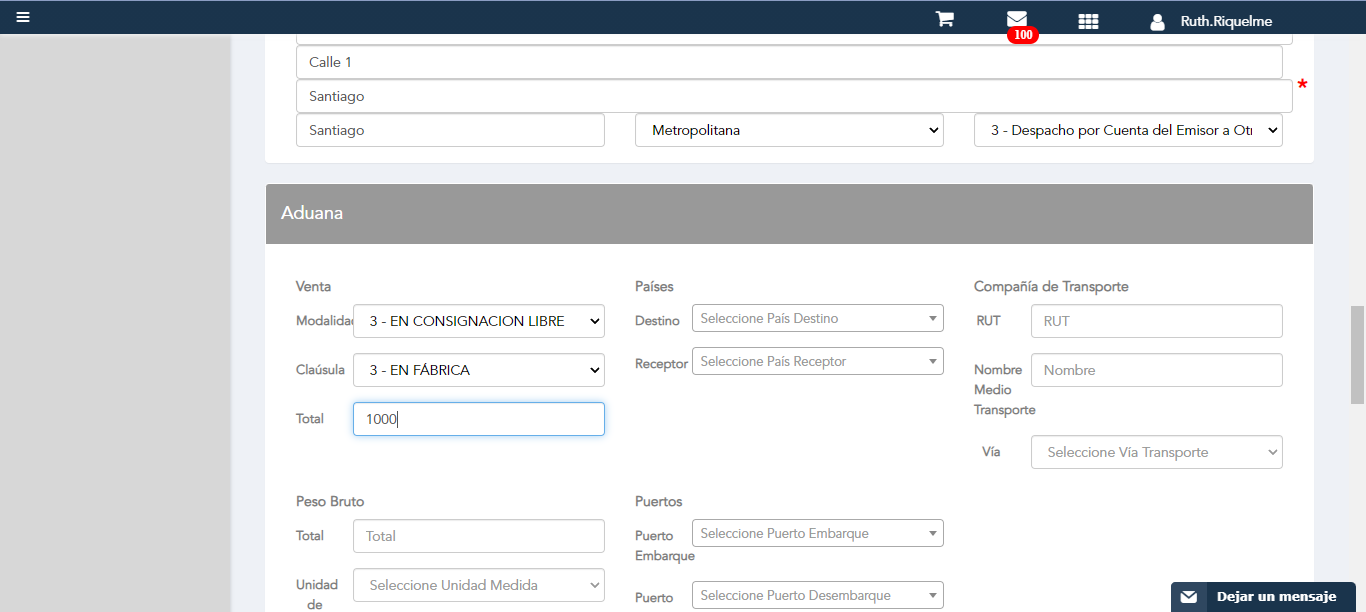 100
Ruth.Riquelme
Calle 1
Santiago
*
Santiago
Metropolitana
3 - Despacho por Cuenta del Emisor a Otr
Aduana
Venta
Modalidad
3 - EN CONSIGNACION LIBRE
Claúsula
3 - EN FÁBRICA
Total
1000
Países
Destino
Seleccione País Destino
Receptor
Seleccione País Receptor
Compañía de Transporte
RUT
RUT
Nombre
Medio
Transporte
Nombre
Vía
Seleccione Vía Transporte
Peso Bruto
Total
Total
Unidad
de
Seleccione Unidad Medida
Puertos
Puerto
Embarque
Seleccione Puerto Embarque
Puerto
Seleccione Puerto Desembarque
Dejar un mensaje